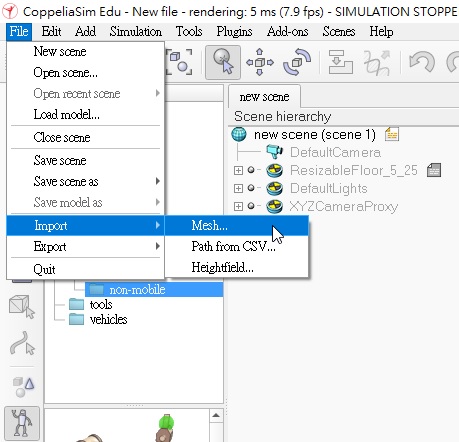 CoppeliaSim Edu - New file - rendering: 5 ms (7.9 fps) - SIMULATION STOPPE
File Edit Add Simulation Tools Plugins Add-ons Scenes Help
New scene
Open scene...
Open recent scene
Load model...
Close scene
Save scene
Save scene as
Save model as
Import
Export
Quit
Mesh...
Path from CSV...
Heightfield...
non-mobile
tools
vehicles
new scene
Scene hierarchy
new scene (scene 1)
DefaultCamera
ResizableFloor_5_25
DefaultLights
XYZCameraProxy